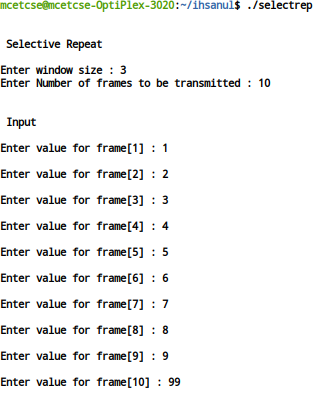 mcetcse@mcetcse-OptiPlex-3020:~/ihsanul$ ./selectrep
Selective Repeat
Enter window size : 3
Enter Number of frames to be transmitted : 10
Input
Enter value for frame[1] : 1
Enter value for frame[2] : 2
Enter value for frame[3] : 3
Enter value for frame[4] : 4
Enter value for frame[5] : 5
Enter value for frame[6] : 6
Enter value for frame[7] : 7
Enter value for frame[8] : 8
Enter value for frame[9] : 9
Enter value for frame[10] : 99